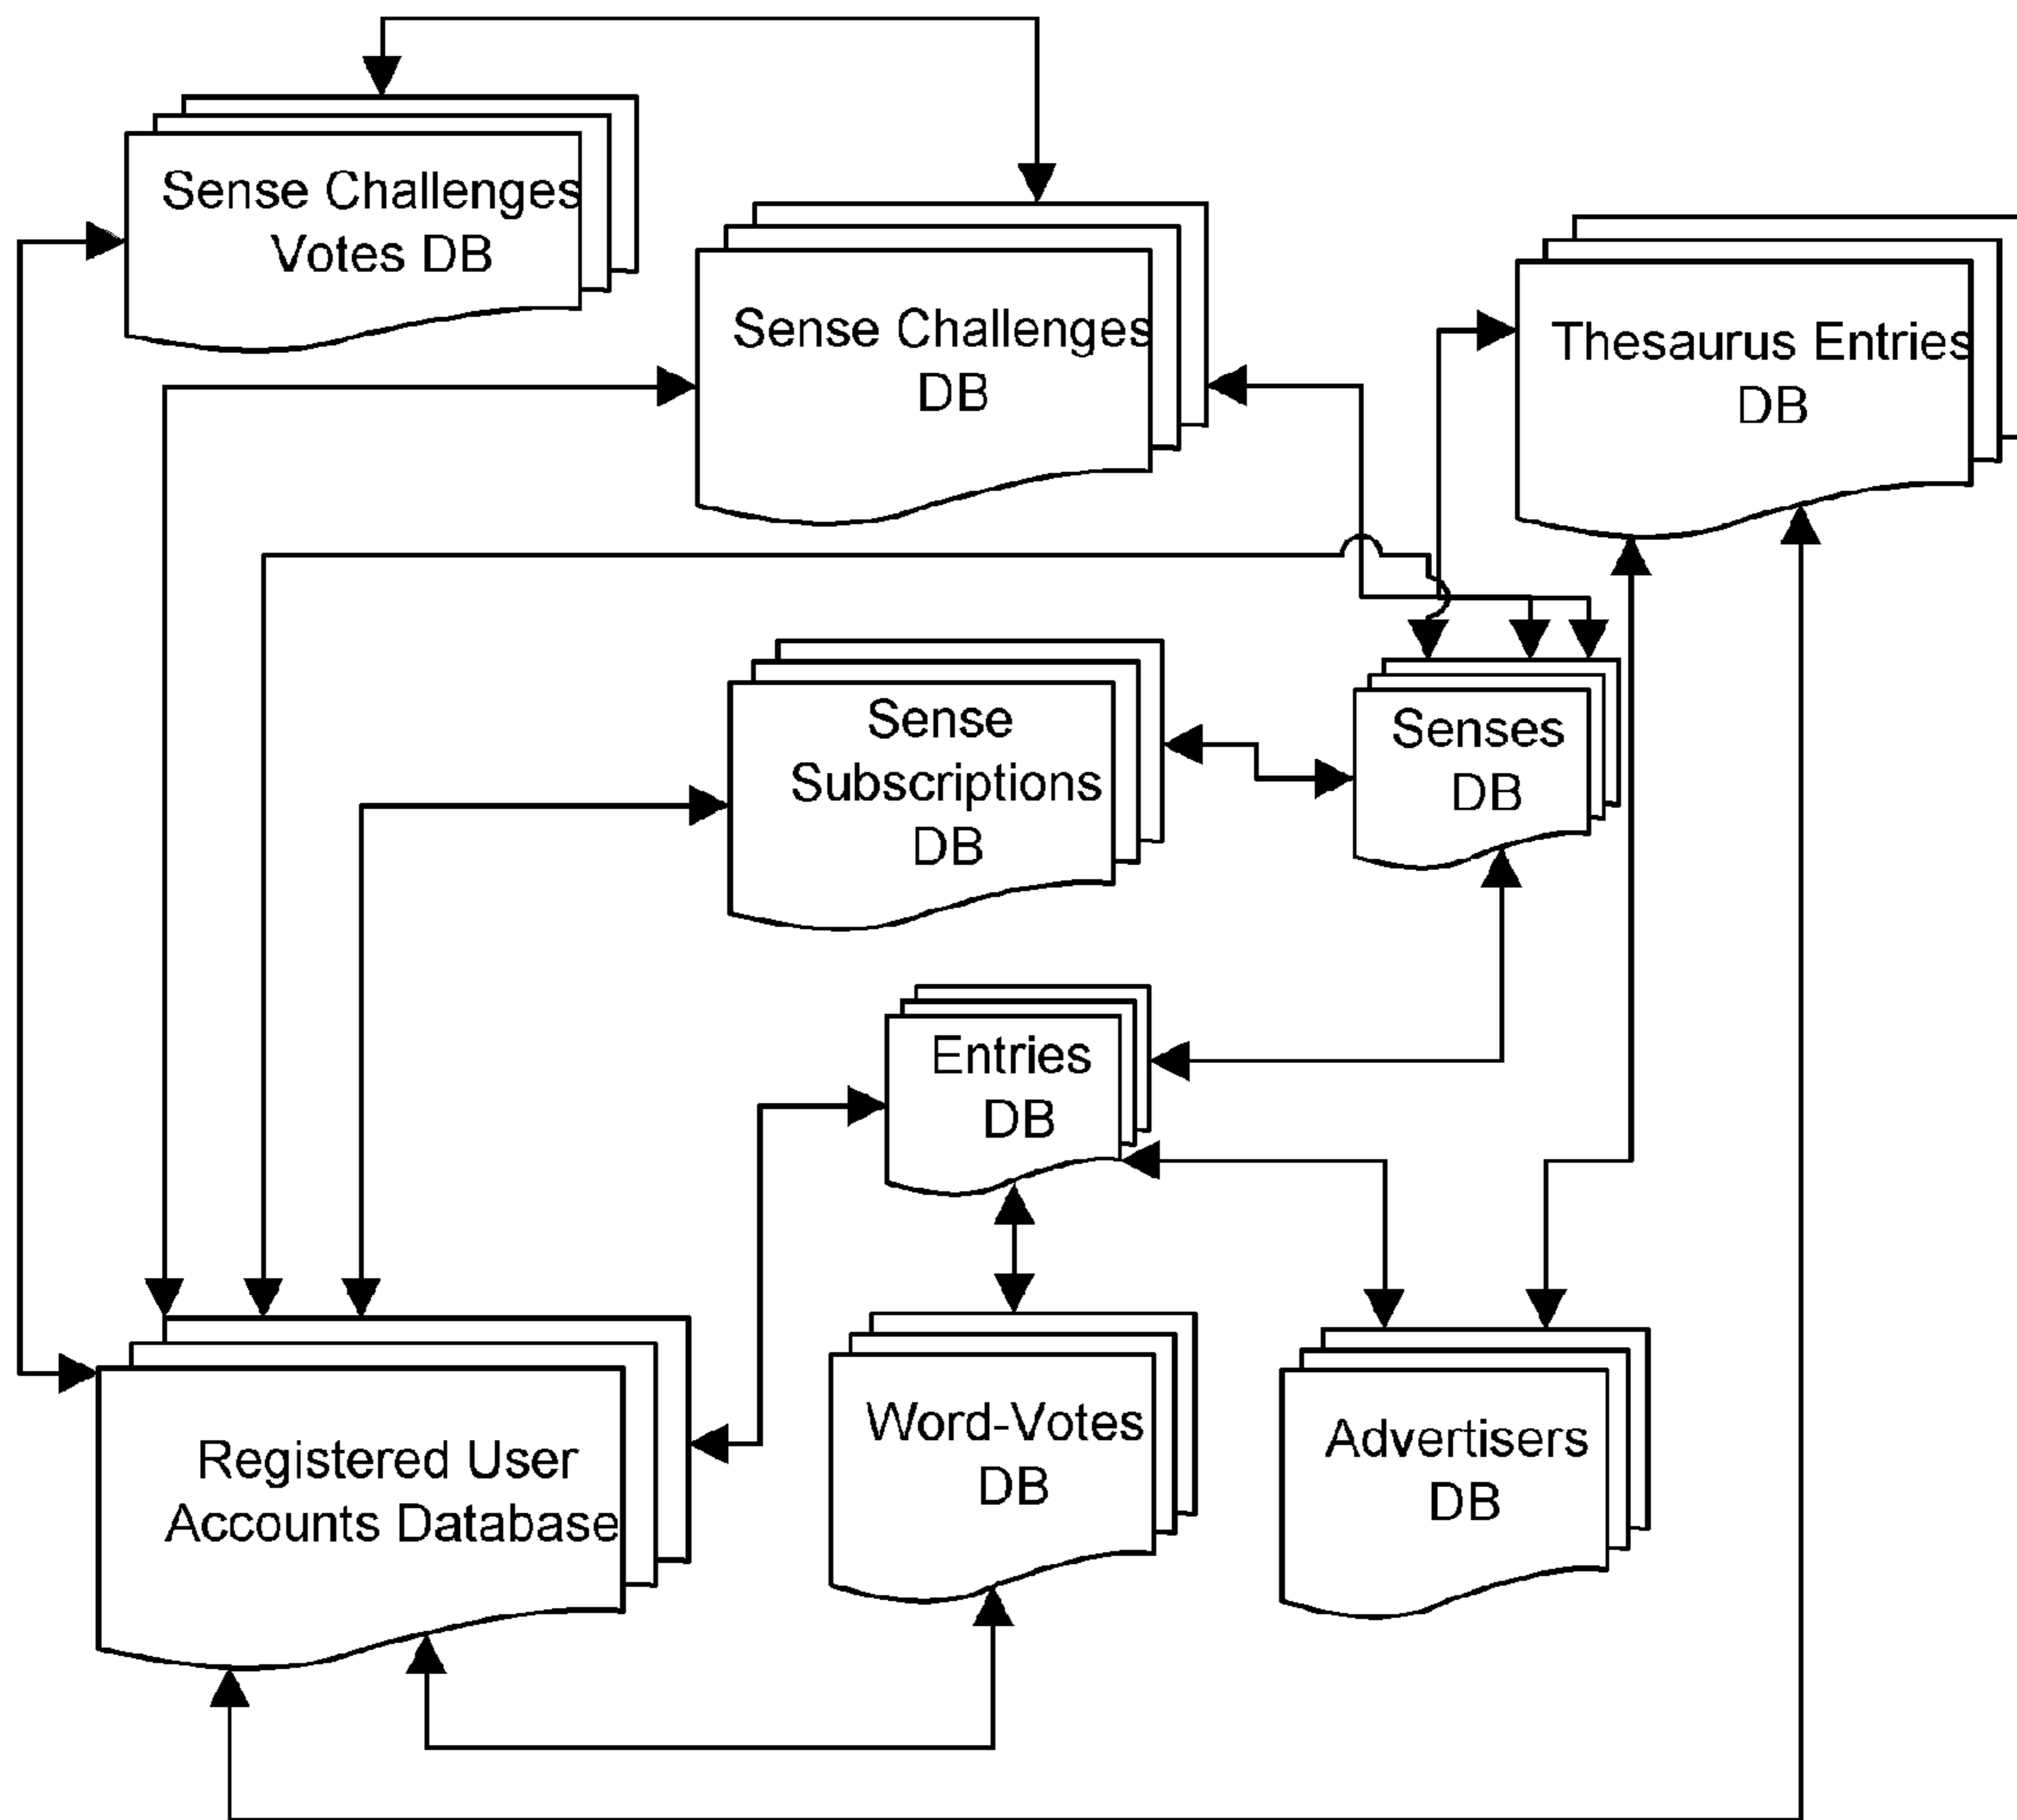 Sense Challenges
Votes DB
Sense Challenges
DB
Thesaurus Entries
DB
Sense
Subscriptions
DB
Senses
DB
Entries
DB
Registered User
Accounts Database
Word-Votes
DB
Advertisers
DB